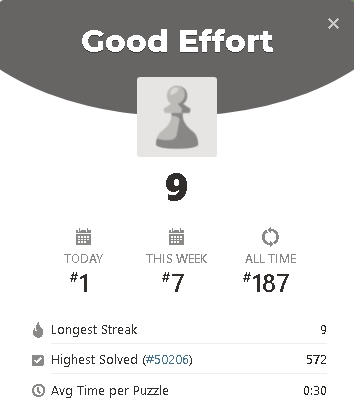 Good Effort
9
TODAY THIS WEEK ALL TIME
#1 #7 #187
Longest Streak 9
Highest Solved (#50206) 572
Avg Time per Puzzle 0:30